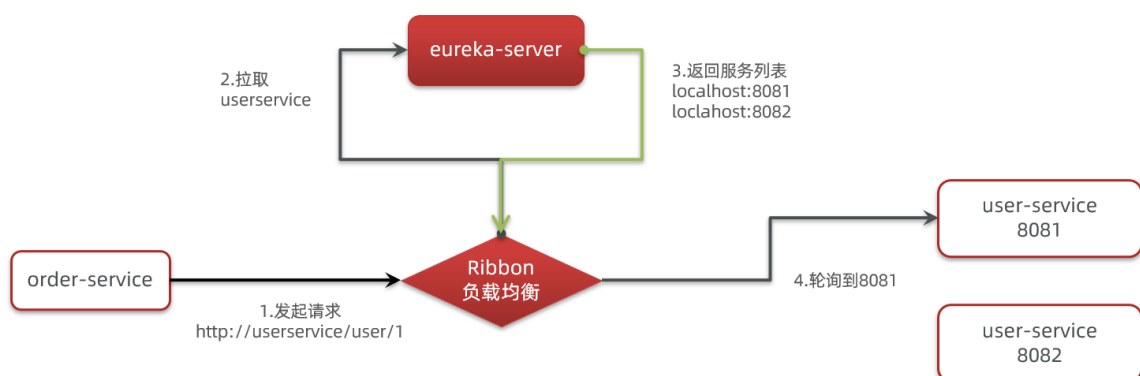 eureka-server
2.拉取
userservice
3.返回服务列表
localhost:8081
loclahost:8082
user-service
8081
order-service
Ribbon
负载均衡
4.轮询到8081
1.发起请求
http://userservice/user/1
user-service
8082